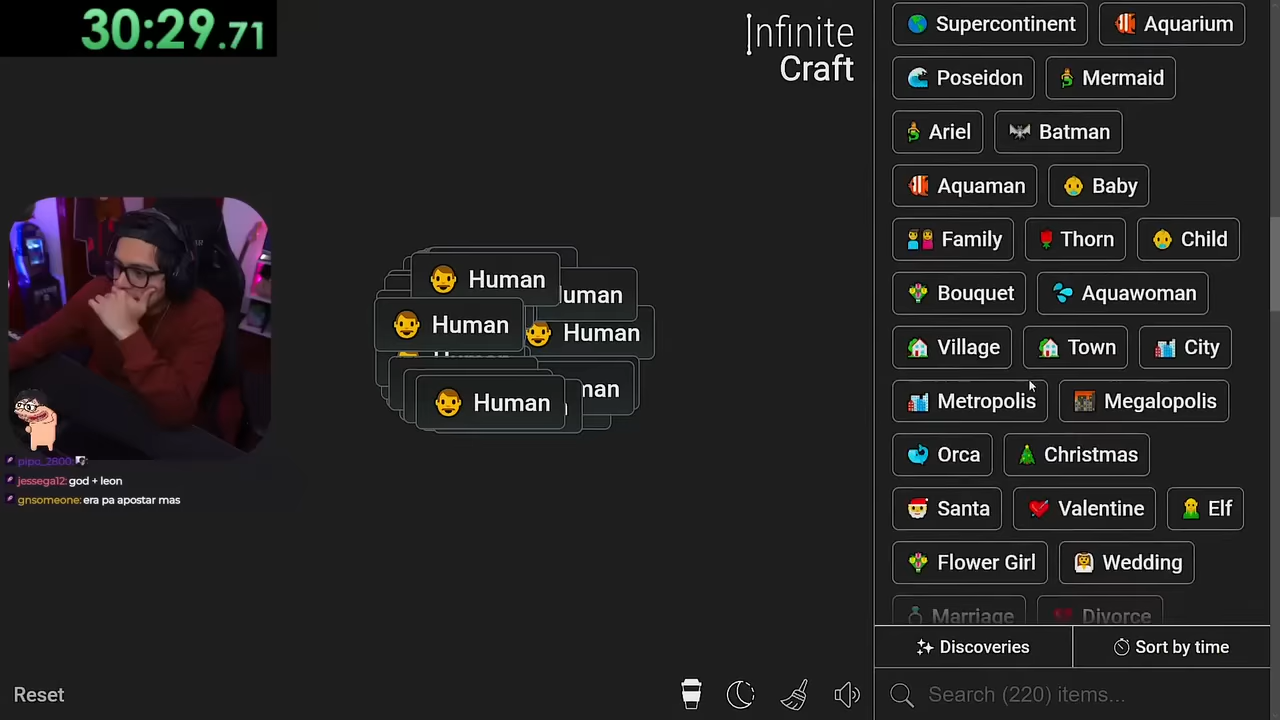 30:29.71
Infinite
Craft
Supercontinent Aquarium
Poseidon Mermaid
Ariel Batman
Aquaman Baby
Family Thorn Child
Bouquet Aquawoman
Village Town City
Metropolis Megalopolis
Orca Christmas
Santa Valentine Elf
Flower Girl Wedding
Marriage Divorce
Human
Human
Human
Human
Human
pipo_2800:
jessega12: god + leon
gnsomeone: era pa apostar mas
Discoveries Sort by time
Reset
Search (220) items...